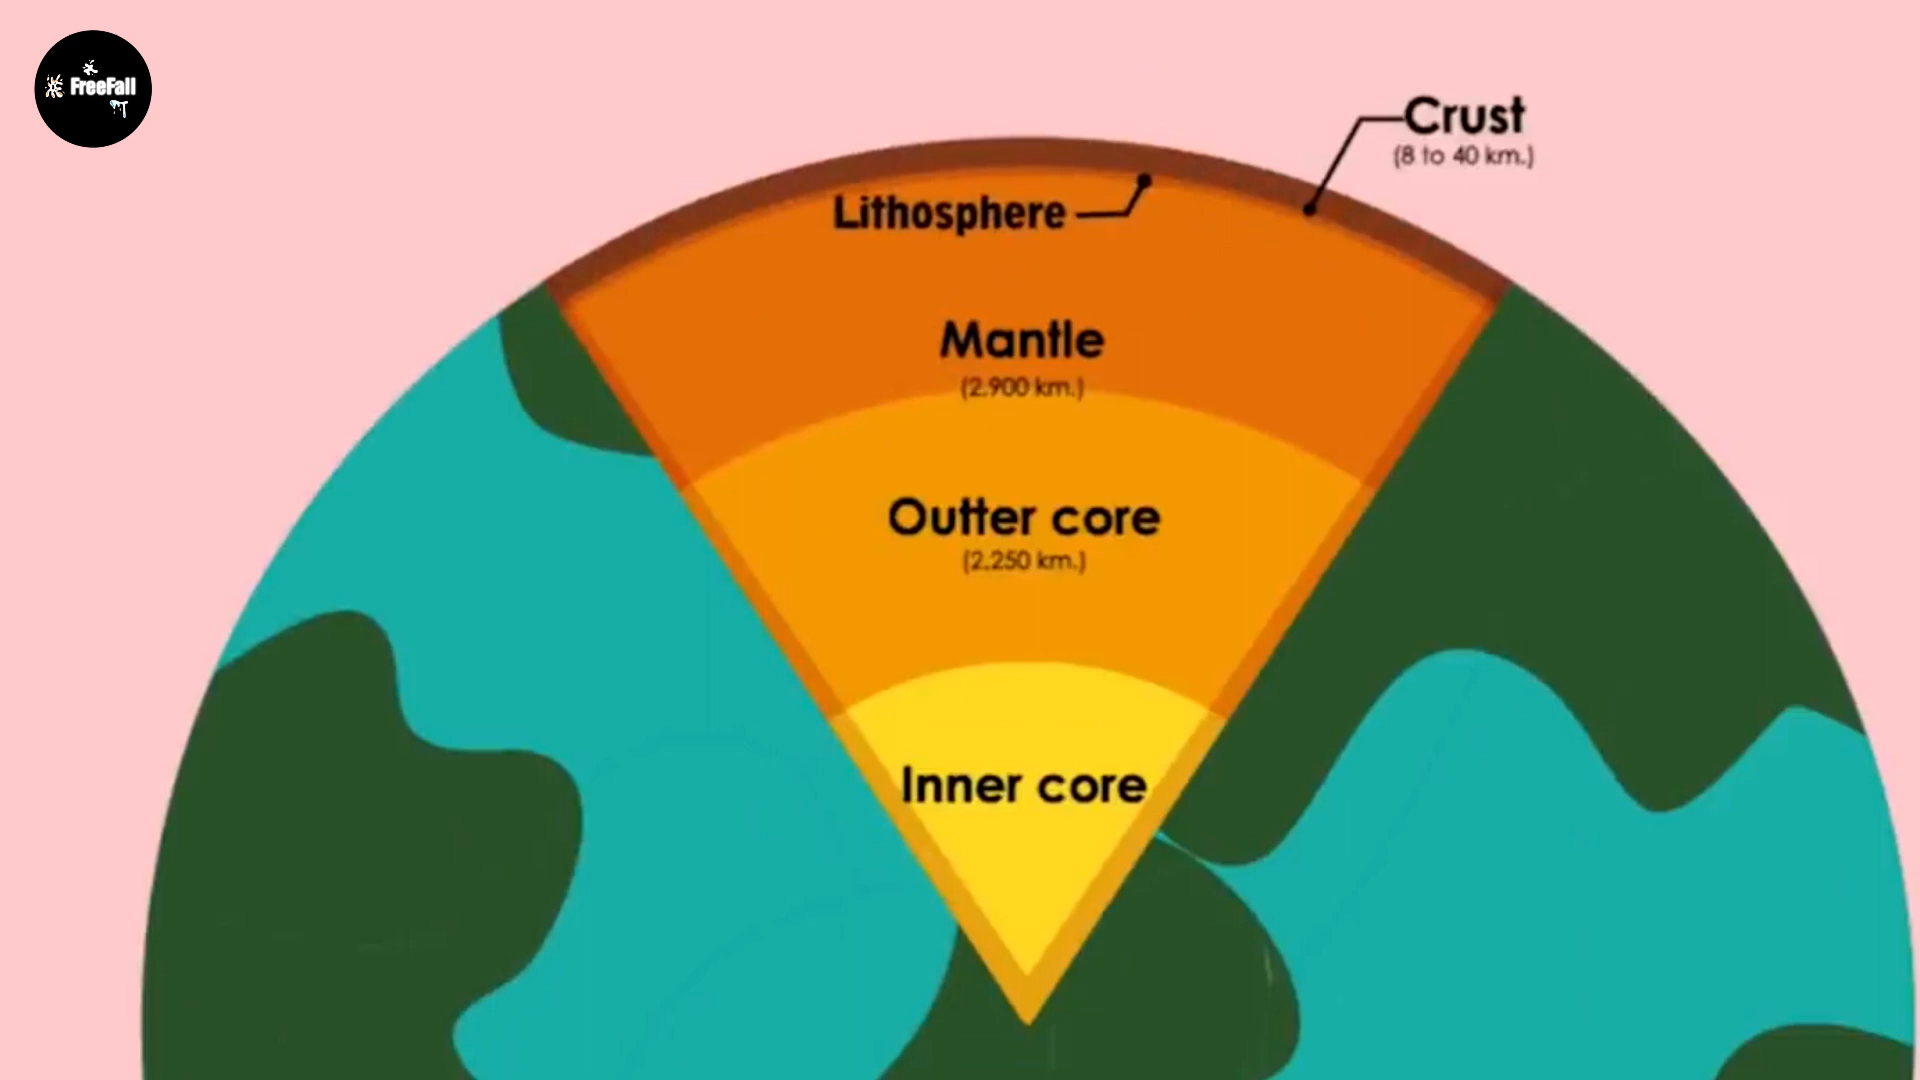 FreeFall
Crust
(8 to 40 km.)
Lithosphere
Mantle
(2.900 km.)
Outter core
(2.250 km.)
Inner core